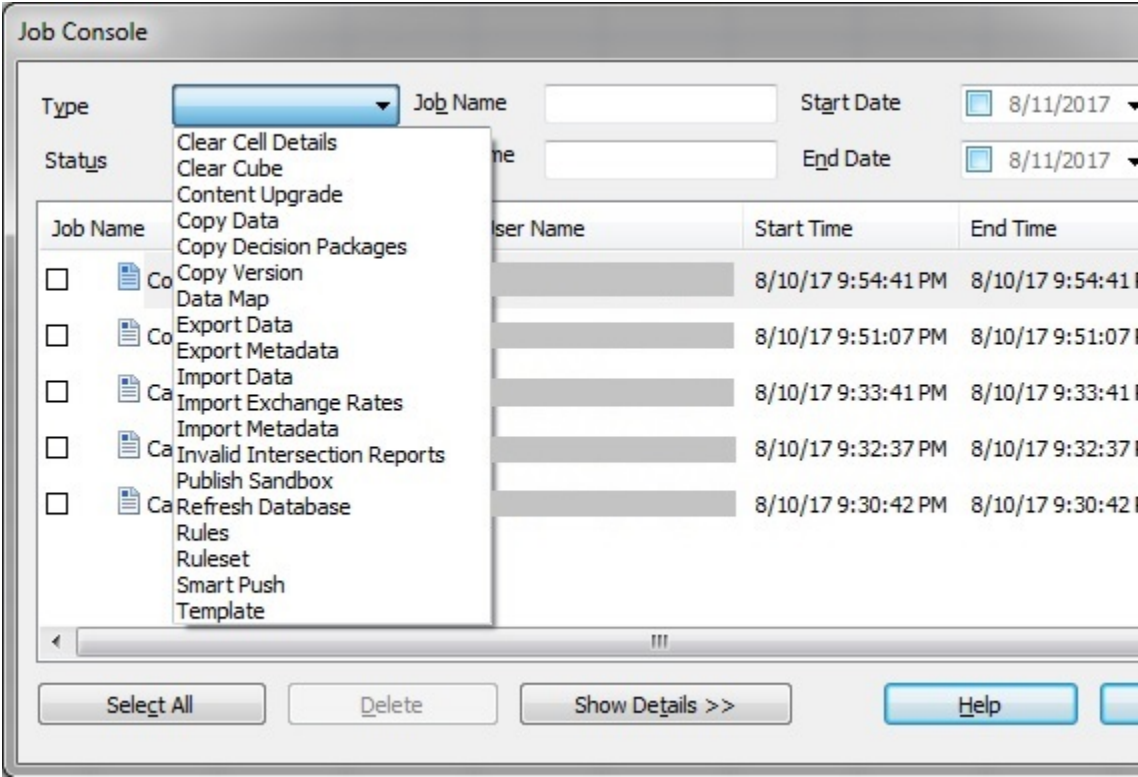 Job Console
Type Job Name Start Date 8/11/2017
Status me End Date 8/11/2017
Clear Cell Details
Clear Cube
Content Upgrade
Copy Data
Copy Decision Packages
Copy Version
Data Map
Export Data
Export Metadata
Import Data
Import Exchange Rates
Import Metadata
Invalid Intersection Reports
Publish Sandbox
Refresh Database
Rules
Ruleset
Smart Push
Template
Job Name User Name Start Time End Time
Co 8/10/17 9:54:41 PM 8/10/17 9:54:41
Co 8/10/17 9:51:07 PM 8/10/17 9:51:07
Ca 8/10/17 9:33:41 PM 8/10/17 9:33:41
Ca 8/10/17 9:32:37 PM 8/10/17 9:32:37
Ca 8/10/17 9:30:42 PM 8/10/17 9:30:42
Select All Delete Show Details >> Help